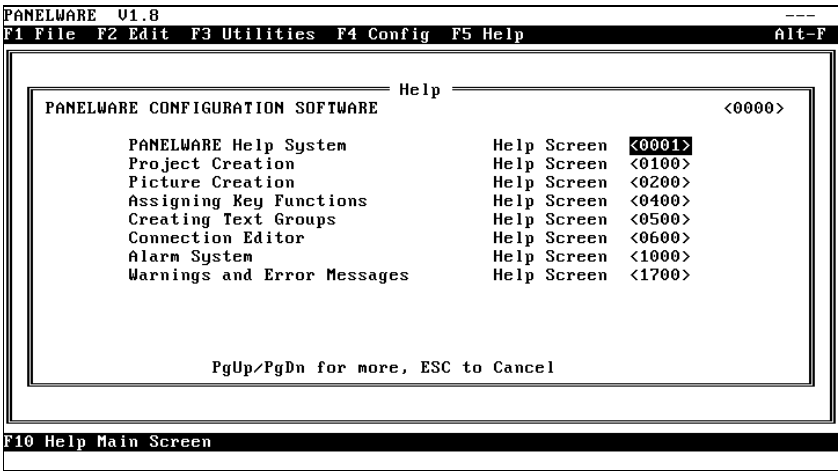 PANELWARE V1.8 ---
F1 File F2 Edit F3 Utilities F4 Config F5 Help Alt-F
Help
PANELWARE CONFIGURATION SOFTWARE <0000>
PANELWARE Help System Help Screen <0001>
Project Creation Help Screen <0100>
Picture Creation Help Screen <0200>
Assigning Key Functions Help Screen <0400>
Creating Text Groups Help Screen <0500>
Connection Editor Help Screen <0600>
Alarm System Help Screen <1000>
Warnings and Error Messages Help Screen <1700>
PgUp/PgDn for more, ESC to Cancel
F10 Help Main Screen